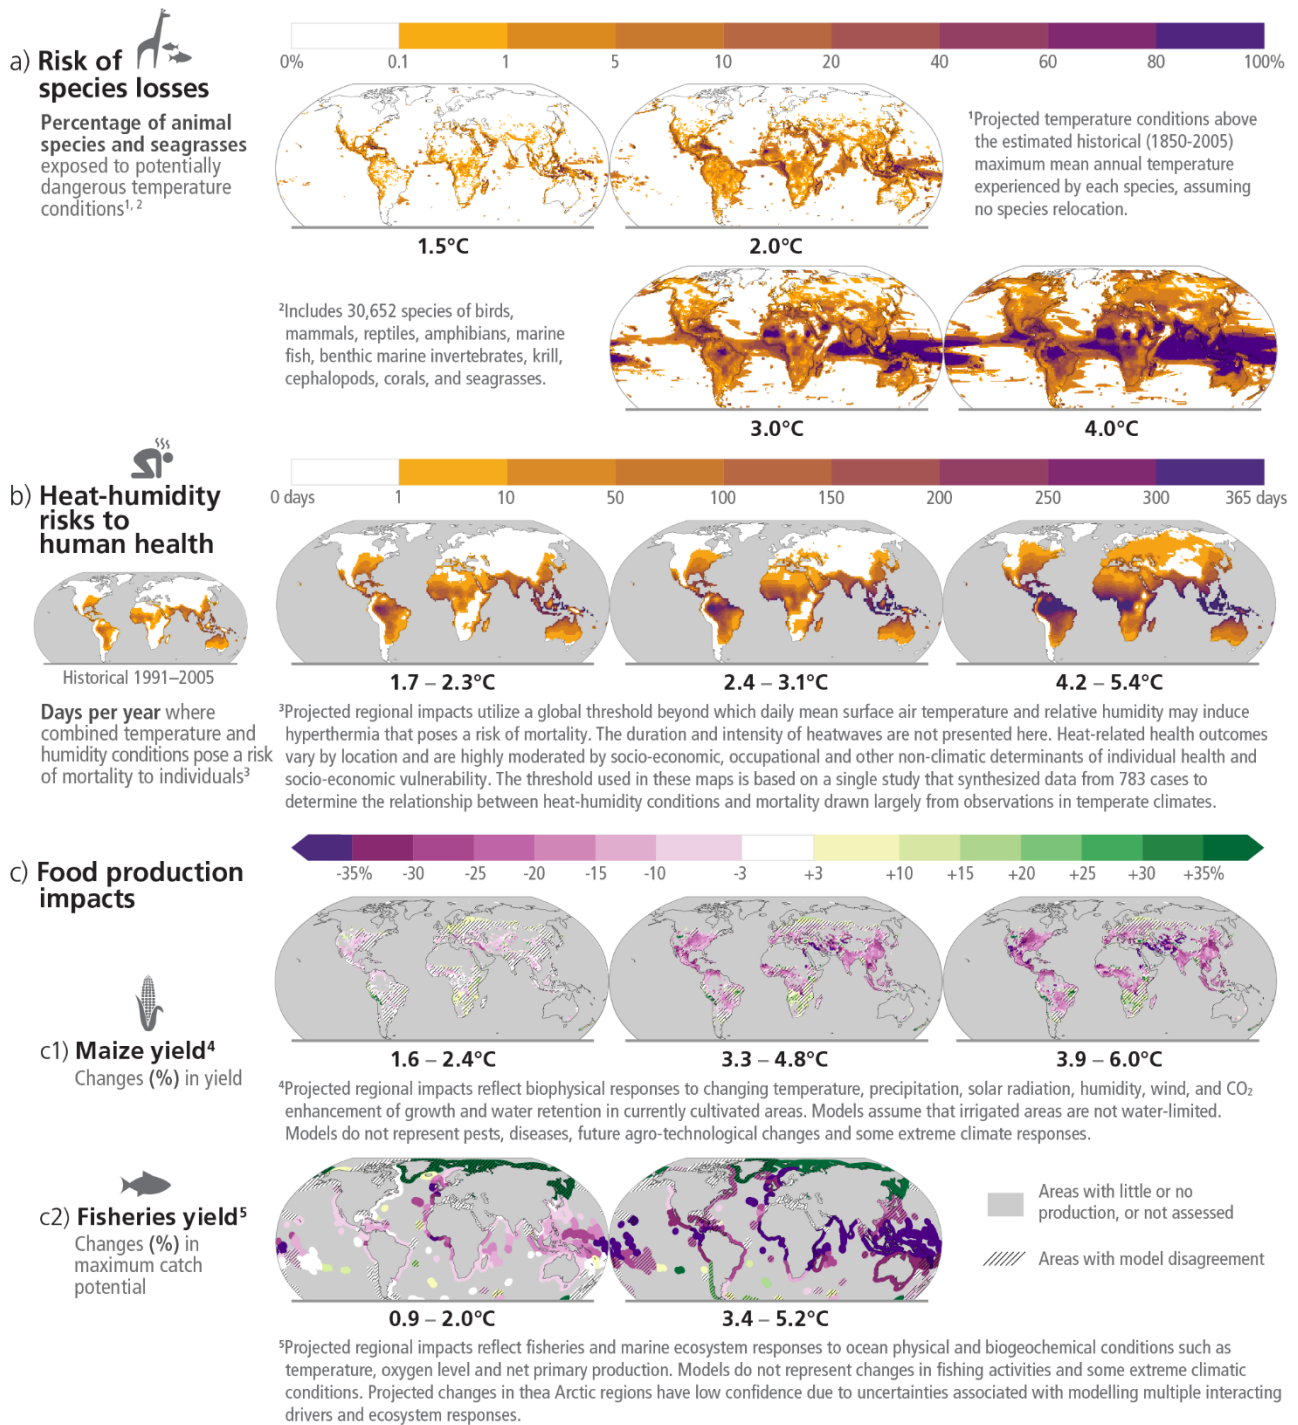 a) Risk of
species losses
Percentage of animal
species and seagrasses
exposed to potentially
dangerous temperature
conditions1, 2
0% 0.1 1 5 10 20 40 60 80 100%
1Projected temperature conditions above
the estimated historical (1850-2005)
maximum mean annual temperature
experienced by each species, assuming
no species relocation.
1.5°C 2.0°C
2Includes 30,652 species of birds,
mammals, reptiles, amphibians, marine
fish, benthic marine invertebrates, krill,
cephalopods, corals, and seagrasses.
3.0°C 4.0°C
b) Heat-humidity
risks to
human health
0 days 1 10 50 100 150 200 250 300 365 days
Historical 1991–2005
1.7 – 2.3°C 2.4 – 3.1°C 4.2 – 5.4°C
Days per year where
combined temperature and
humidity conditions pose a risk
of mortality to individuals3
3Projected regional impacts utilize a global threshold beyond which daily mean surface air temperature and relative humidity may induce
hyperthermia that poses a risk of mortality. The duration and intensity of heatwaves are not presented here. Heat-related health outcomes
vary by location and are highly moderated by socio-economic, occupational and other non-climatic determinants of individual health and
socio-economic vulnerability. The threshold used in these maps is based on a single study that synthesized data from 783 cases to
determine the relationship between heat-humidity conditions and mortality drawn largely from observations in temperate climates.
c) Food production
impacts
-35% -30 -25 -20 -15 -10 -3 +3 +10 +15 +20 +25 +30 +35%
c1) Maize yield4
Changes (%) in yield
1.6 – 2.4°C 3.3 – 4.8°C 3.9 – 6.0°C
4Projected regional impacts reflect biophysical responses to changing temperature, precipitation, solar radiation, humidity, wind, and CO2
enhancement of growth and water retention in currently cultivated areas. Models assume that irrigated areas are not water-limited.
Models do not represent pests, diseases, future agro-technological changes and some extreme climate responses.
c2) Fisheries yield5
Changes (%) in
maximum catch
potential
0.9 – 2.0°C 3.4 – 5.2°C
Areas with little or no
production, or not assessed
Areas with model disagreement
5Projected regional impacts reflect fisheries and marine ecosystem responses to ocean physical and biogeochemical conditions such as
temperature, oxygen level and net primary production. Models do not represent changes in fishing activities and some extreme climatic
conditions. Projected changes in thea Arctic regions have low confidence due to uncertainties associated with modelling multiple interacting
drivers and ecosystem responses.